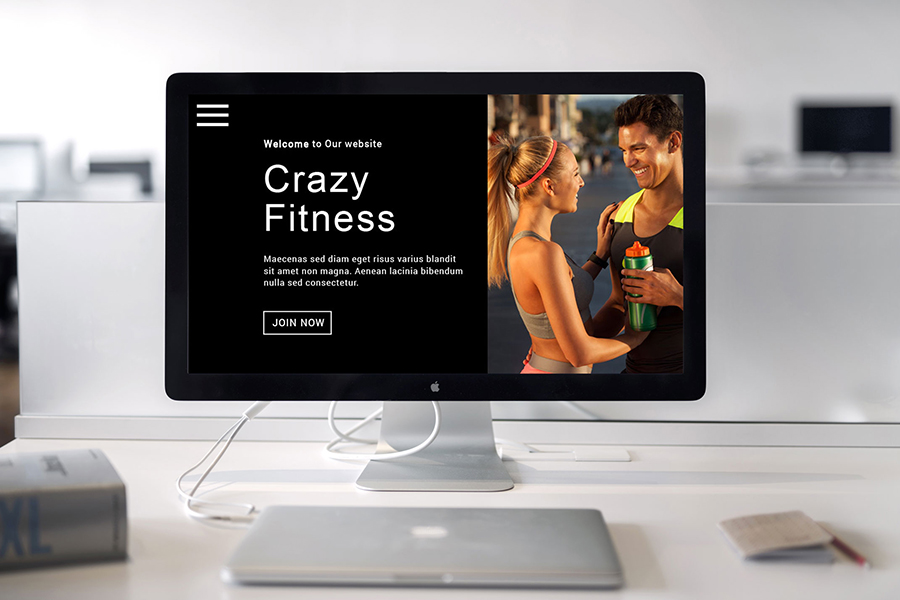 Welcome to Our website
Crazy
Fitness
Maecenas sed diam eget risus varius blandit
sit amet non magna. Aenean lacinia bibendum
nulla sed consectetur.
JOIN NOW
XL